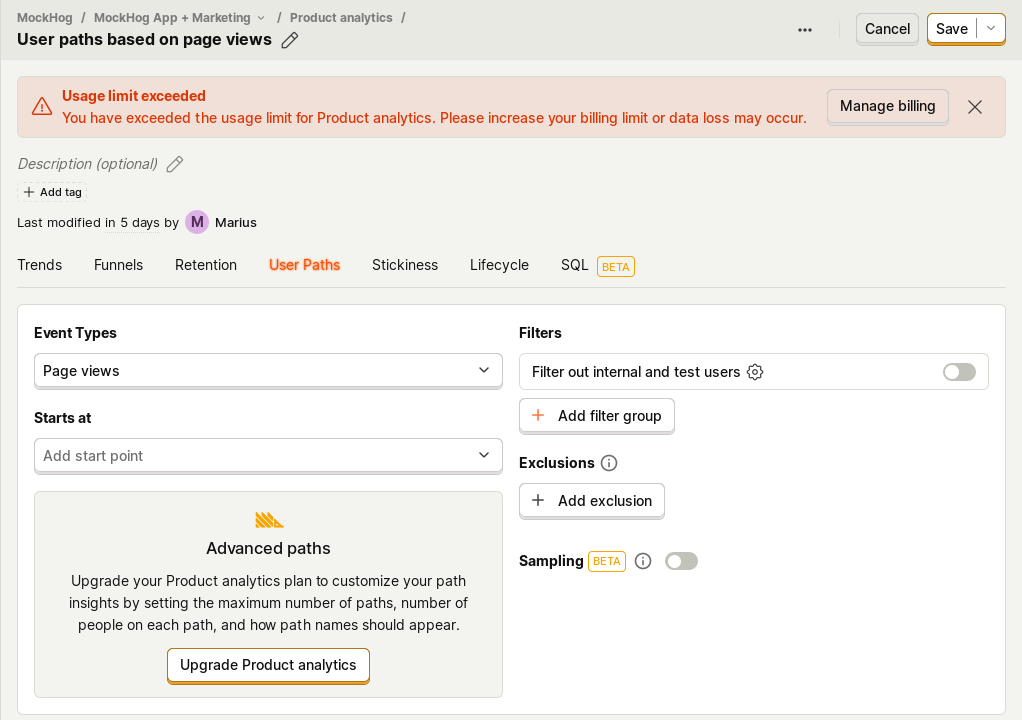 MockHog / MockHog App + Marketing / Product analytics /
User paths based on page views
Cancel
Save
Usage limit exceeded
You have exceeded the usage limit for Product analytics. Please increase your billing limit or data loss may occur.
Manage billing
Description (optional)
Add tag
Last modified in 5 days by M Marius
Trends Funnels Retention User Paths Stickiness Lifecycle SQL BETA
Event Types
Page views
Starts at
Add start point
Advanced paths
Upgrade your Product analytics plan to customize your path
insights by setting the maximum number of paths, number of
people on each path, and how path names should appear.
Upgrade Product analytics
Filters
Filter out internal and test users
Add filter group
Exclusions
Add exclusion
Sampling BETA